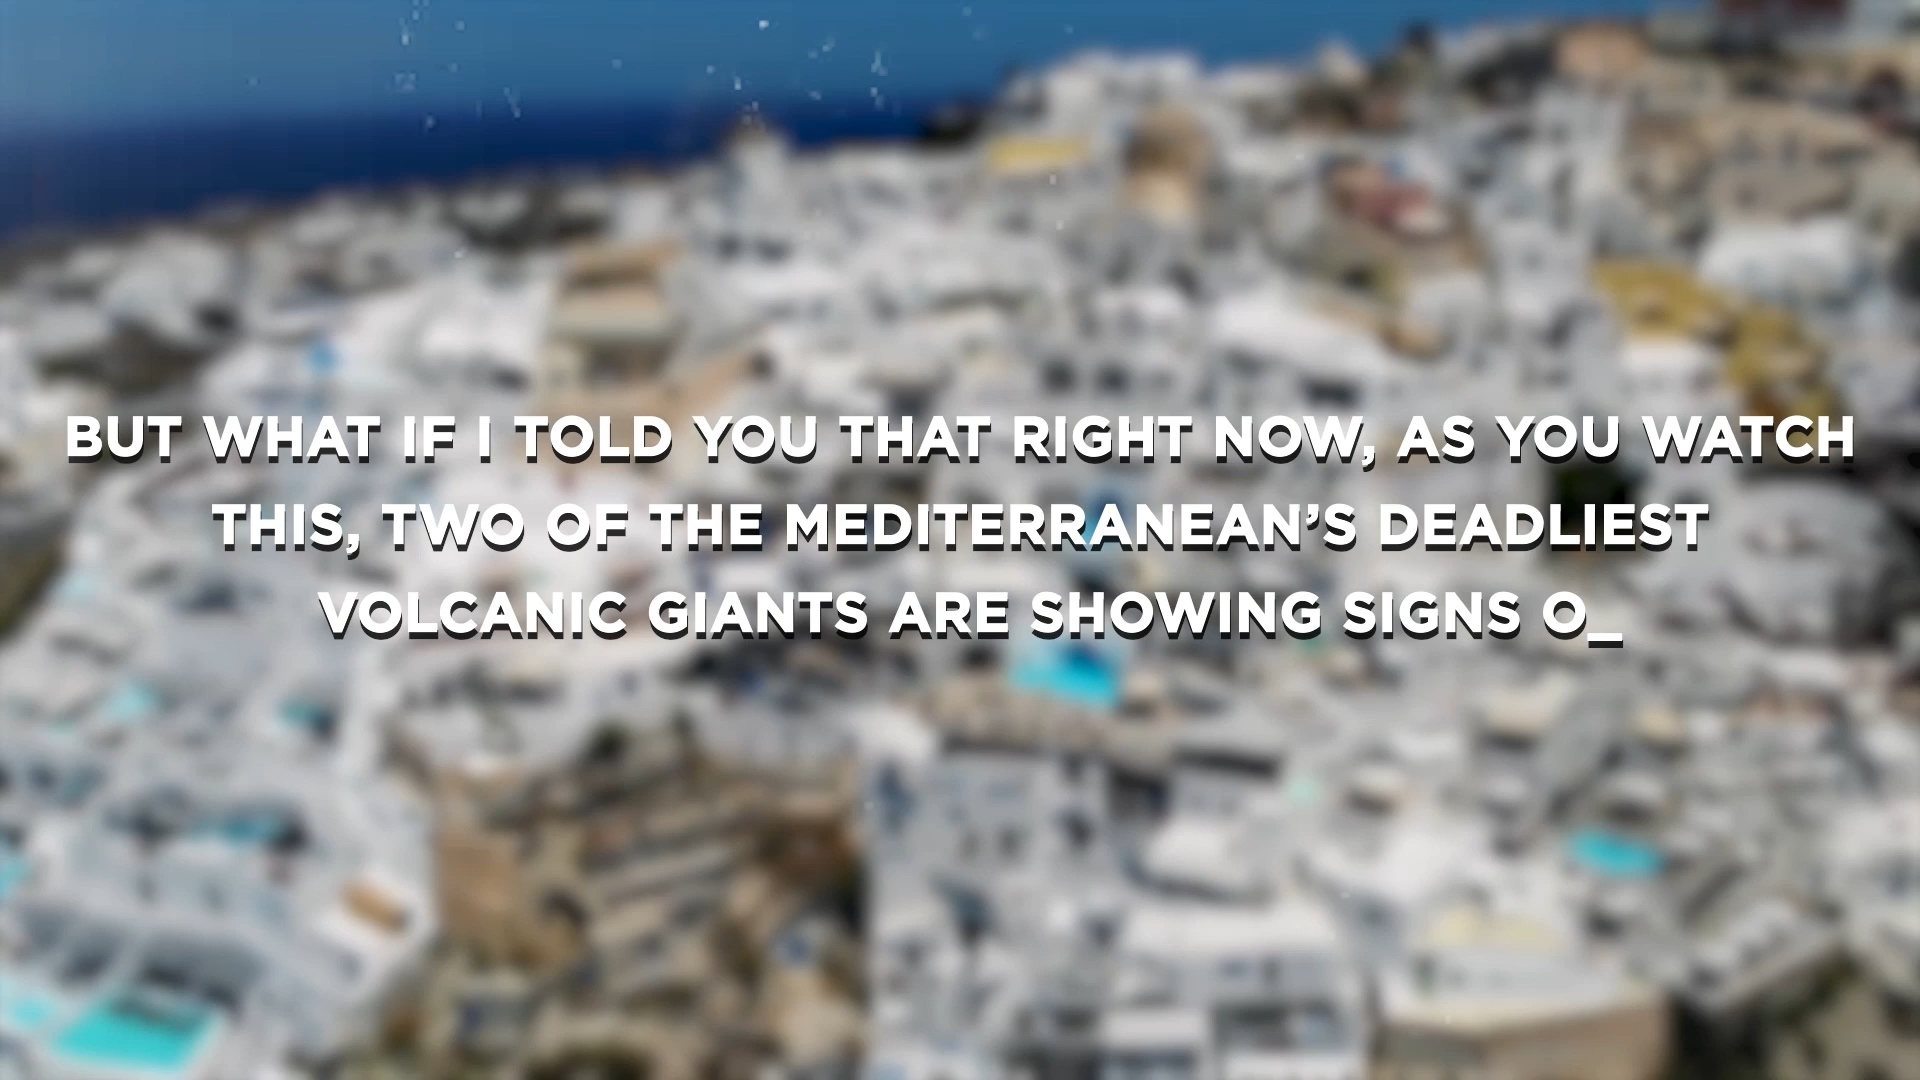 BUT WHAT IF I TOLD YOU THAT RIGHT NOW, AS YOU WATCH
THIS, TWO OF THE MEDITERRANEAN’S DEADLIEST
VOLCANIC GIANTS ARE SHOWING SIGNS O_